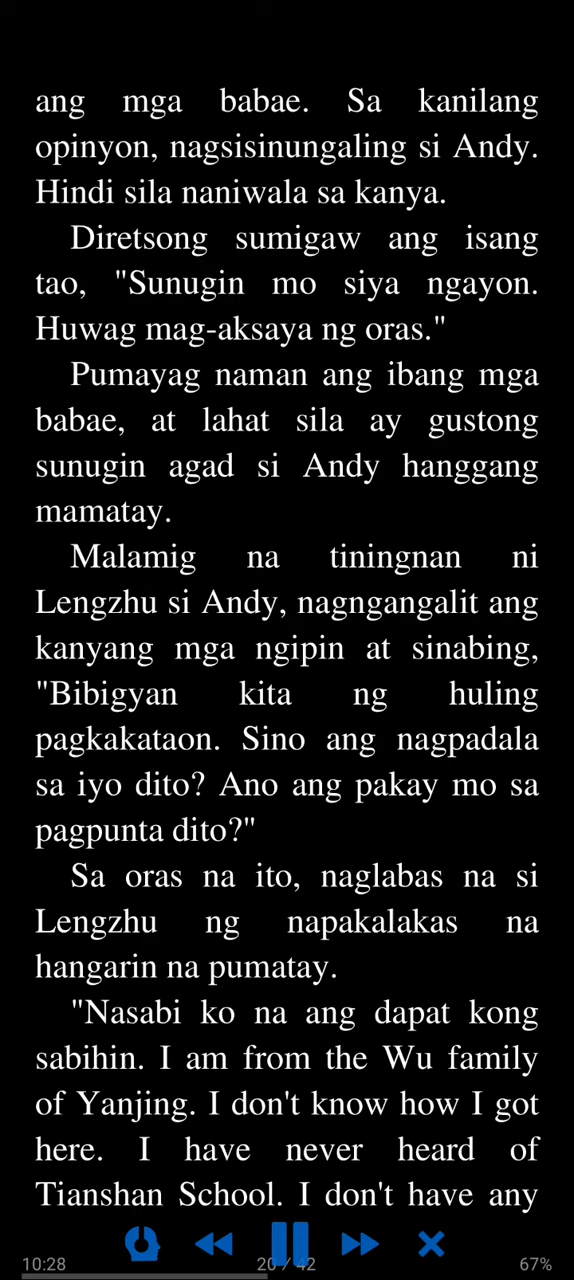 ang mga babae. Sa kanilang
opinyon, nagsisinungaling si Andy.
Hindi sila naniwala sa kanya.
Diretsong sumigaw ang isang
tao, "Sunugin mo siya ngayon.
Huwag mag-aksaya ng oras."
Pumayag naman ang ibang mga
babae, at lahat sila ay gustong
sunugin agad si Andy hanggang
mamatay.
Malamig na tiningnan ni
Lengzhu si Andy, nagngangalit ang
kanyang mga ngipin at sinabing,
"Bibigyan kita ng huling
pagkakataon. Sino ang nagpadala
sa iyo dito? Ano ang pakay mo sa
pagpunta dito?"
Sa oras na ito, naglabas na si
Lengzhu ng napakalakas na
hangarin na pumatay.
"Nasabi ko na ang dapat kong
sabihin. I am from the Wu family
of Yanjing. I don't know how I got
here. I have never heard of
Tianshan School. I don't have any
10:28 20 / 42 67%